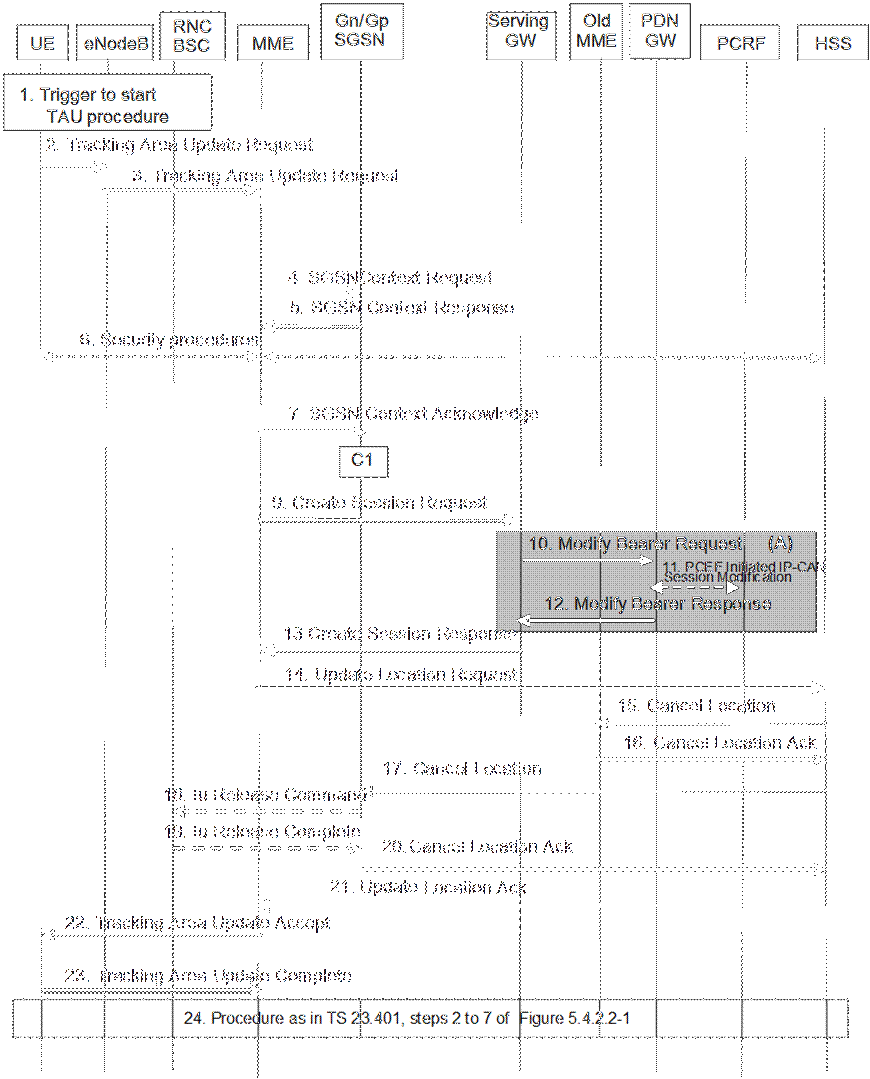 UE
eNodeB
RNC
BSC
MME
Gn/Gp
SGSN
Serving
GW
Old
MME
PDN
GW
PCRF
HSS
1. Trigger to start
TAU procedure
2. Tracking Area Update Request
3. Tracking Area Update Request
4. SGSNContext Request
5. SGSN Context Response
6. Security procedures
7. SGSN Context Acknowledge
C1
9. Create Session Request
10. Modify Bearer Request (A)
11. PCEF Initiated IP-CAN
Session Modification
12. Modify Bearer Response
13 Create Session Response
14. Update Location Request
15. Cancel Location
16. Cancel Location Ack
17. Cancel Location
18. Iu Release Command
19. Iu Release Complete
20. Cancel Location Ack
21. Update Location Ack
22. Tracking Area Update Accept
23. Tracking Area Update Complete
24. Procedure as in TS 23.401, steps 2 to 7 of Figure 5.4.2.2-1